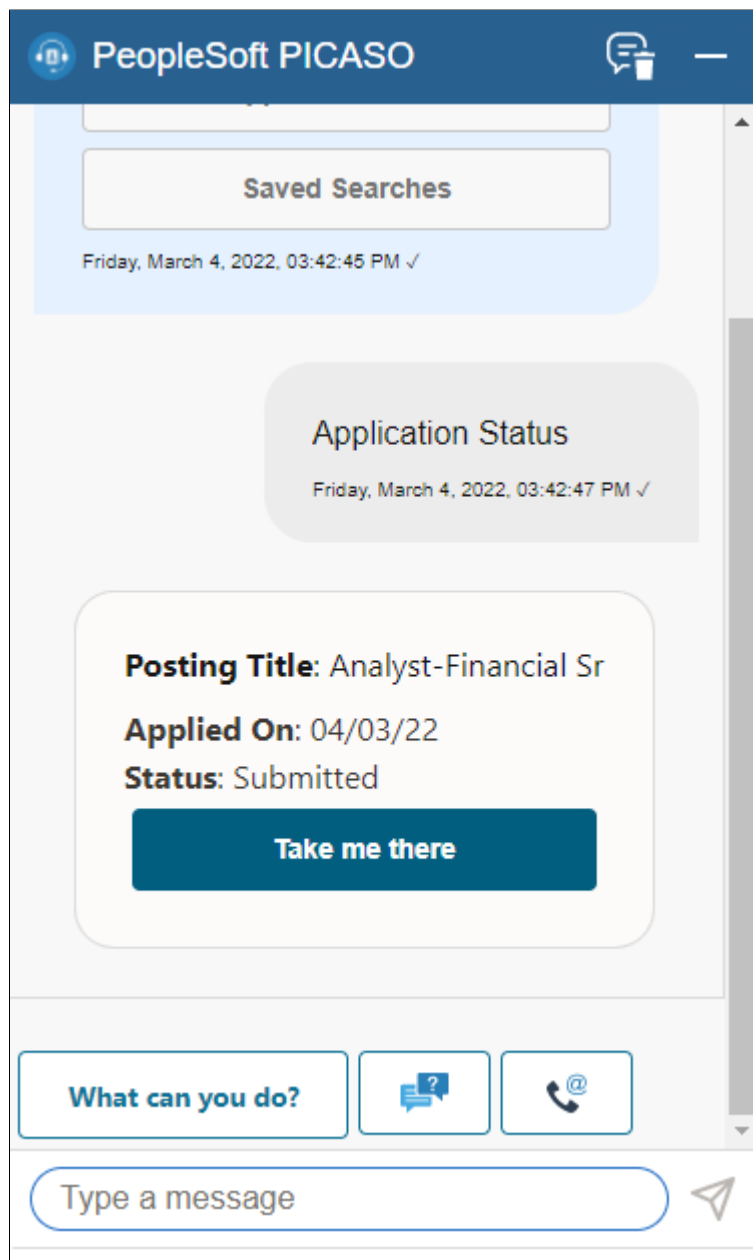 PeopleSoft PICASO
Saved Searches
Friday, March 4, 2022, 03:42:45 PM ✓
Application Status
Friday, March 4, 2022, 03:42:47 PM ✓
Posting Title: Analyst-Financial Sr
Applied On: 04/03/22
Status: Submitted
Take me there
What can you do?
?
@
Type a message